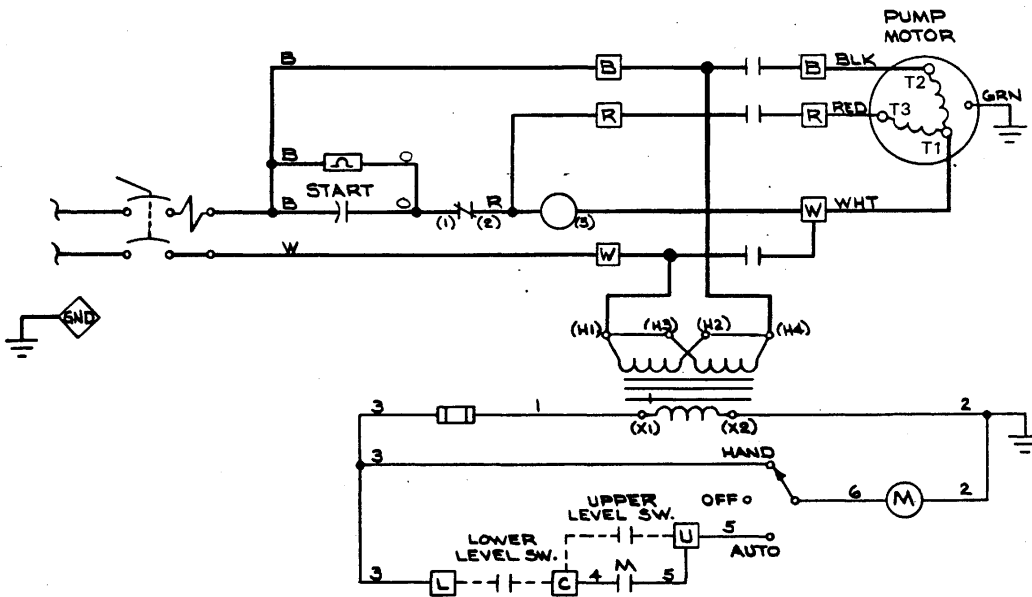 PUMP
MOTOR
B
B
B
BLK
T2
GRN
R
R
RED
T3
T1
B
O
START
B
O
R
(1)
(2)
(3)
W
WHT
W
W
GND
(H1)
(H3)
(H2)
(H4)
3
1
(X1)
(X2)
2
3
HAND
OFF
6
M
2
UPPER
LEVEL SW.
U
5
AUTO
LOWER
LEVEL SW.
3
L
C
4
M
5